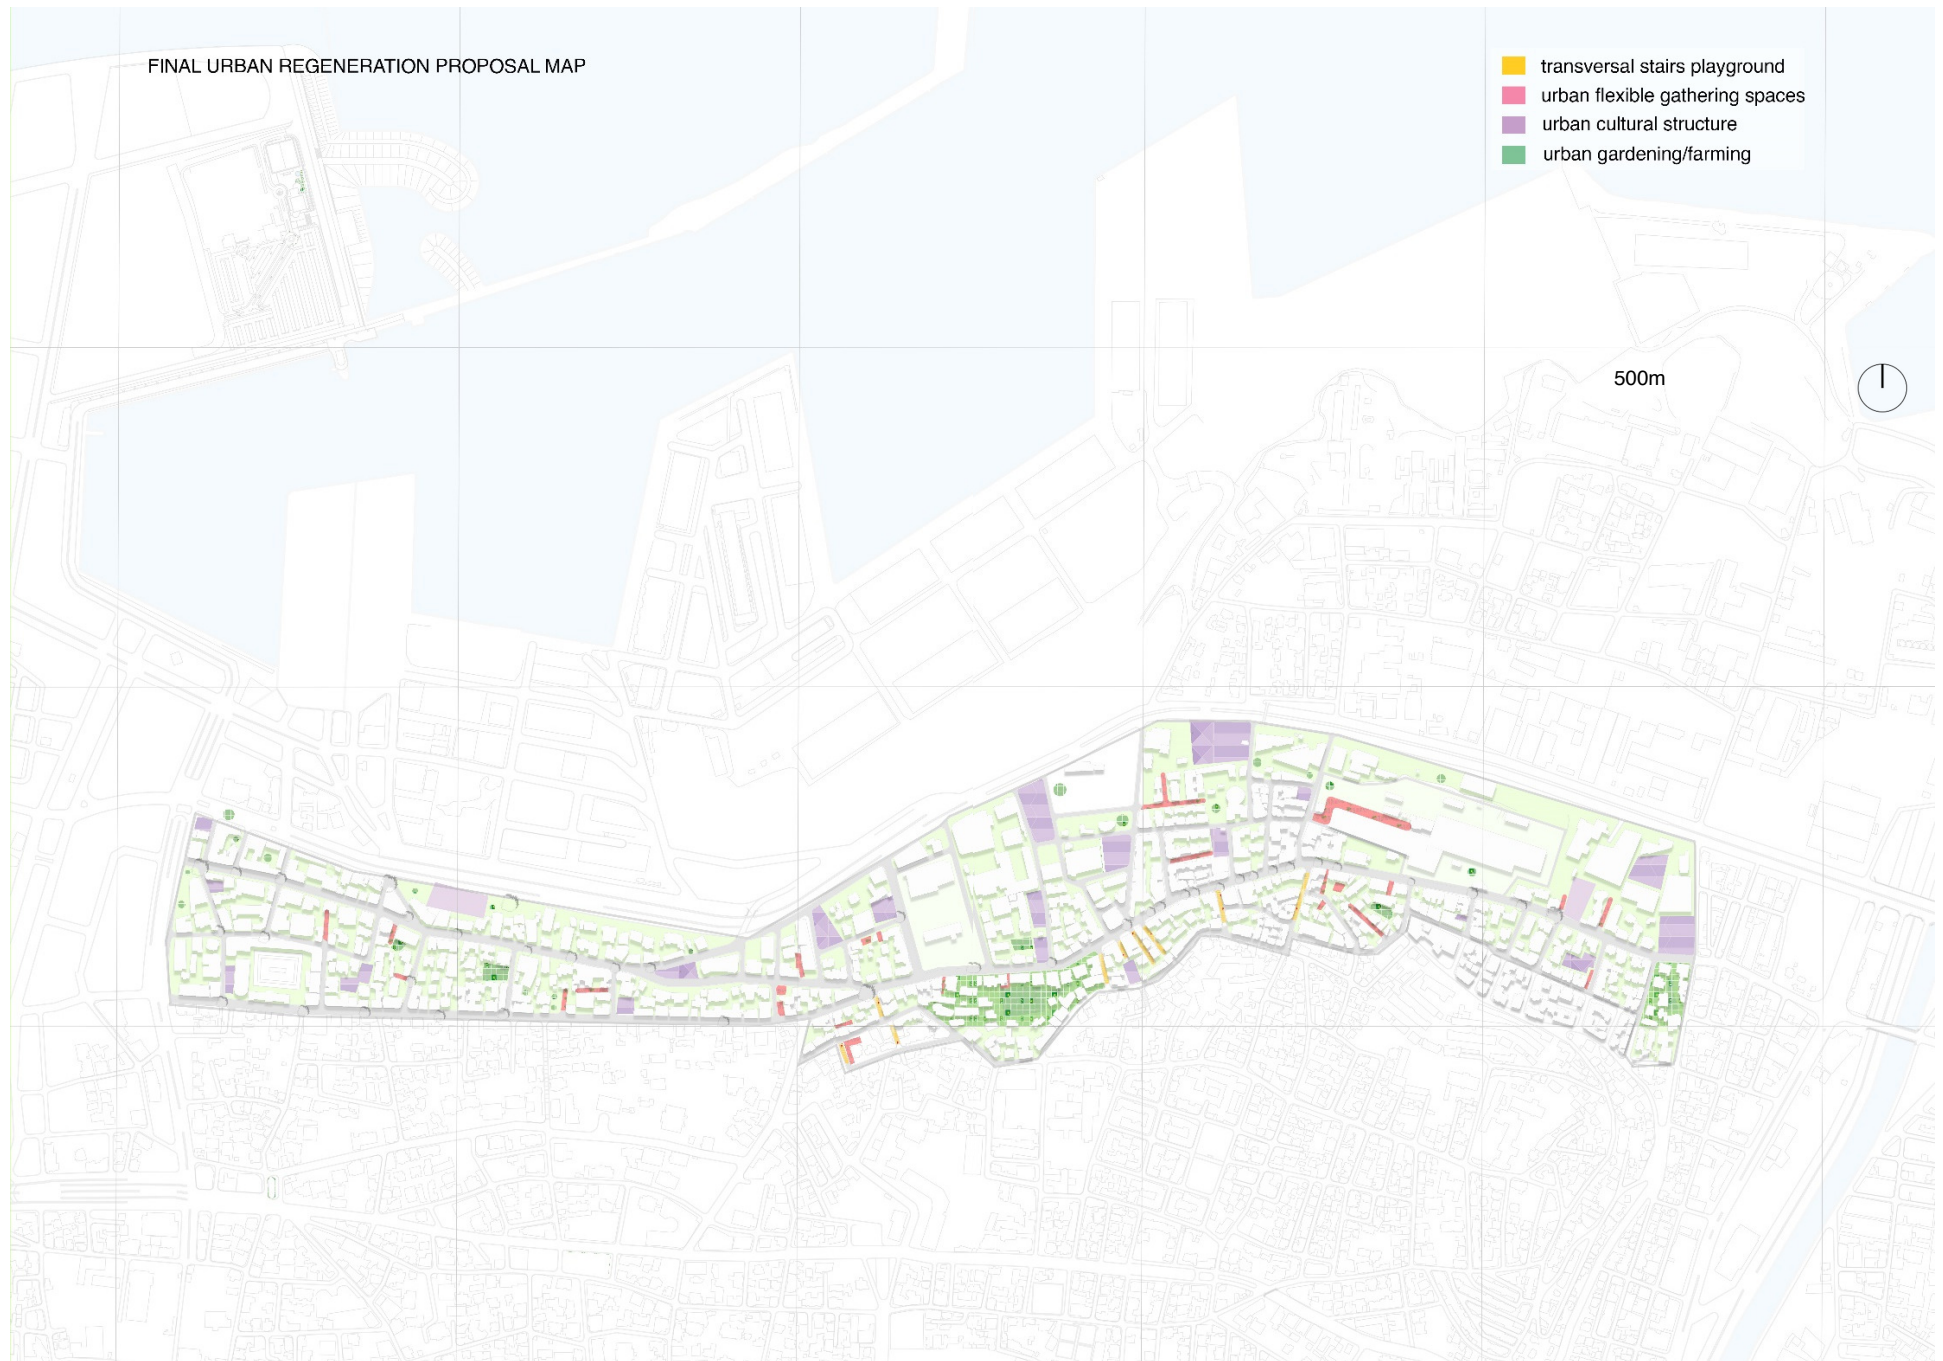 FINAL URBAN REGENERATION PROPOSAL MAP
transversal stairs playground
urban flexible gathering spaces
urban cultural structure
urban gardening/farming
500m